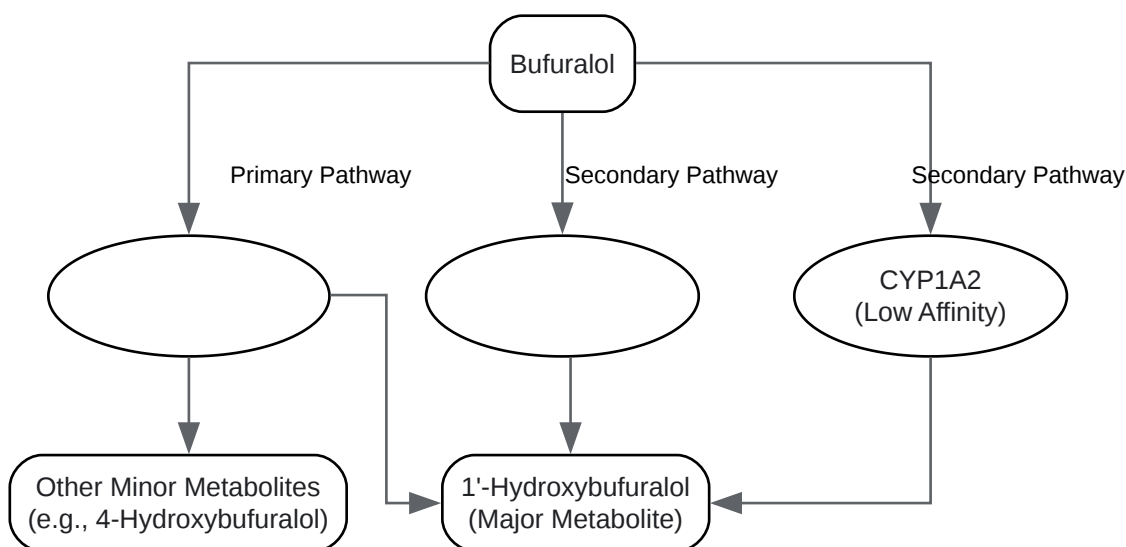 Bufuralol
Primary Pathway
Secondary Pathway
Secondary Pathway
CYP1A2
(Low Affinity)
Other Minor Metabolites
(e.g., 4-Hydroxybufuralol)
1'-Hydroxybufuralol
(Major Metabolite)